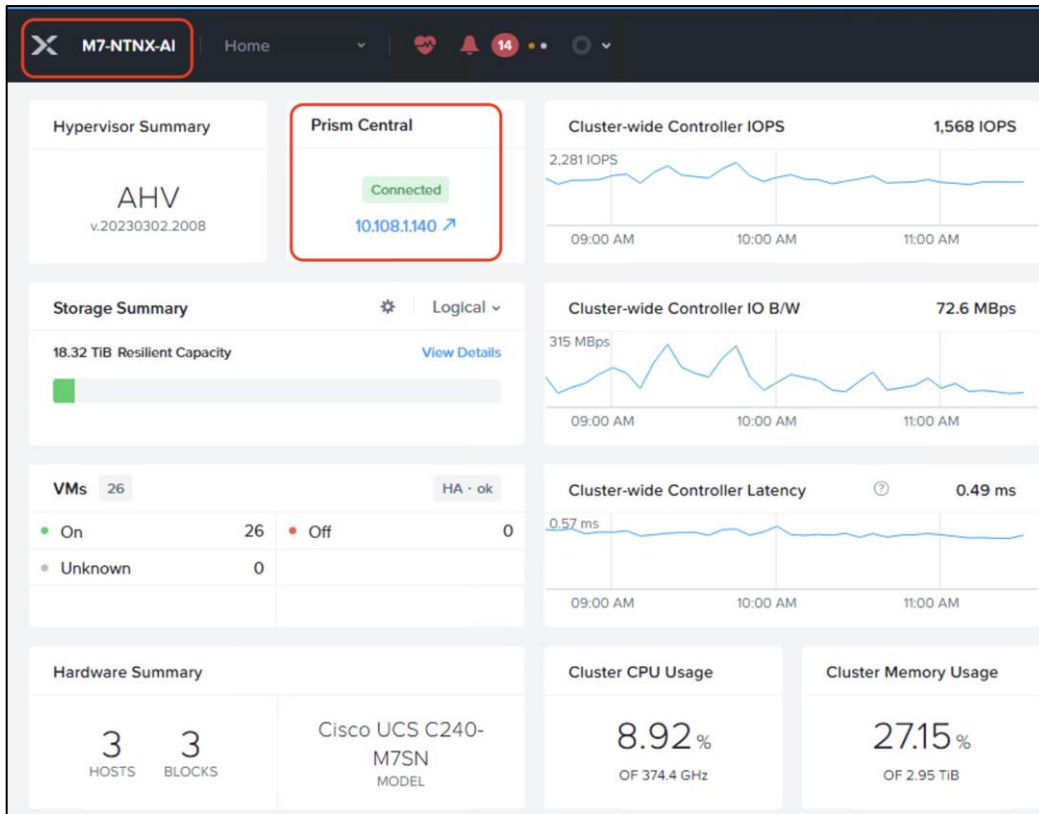 M7-NTNX-AI
Home
14
Hypervisor Summary
AHV
v.20230302.2008
Prism Central
Connected
10.108.1.140
Cluster-wide Controller IOPS
1,568 IOPS
2,281 IOPS
09:00 AM
10:00 AM
11:00 AM
Storage Summary
Logical
18.32 TiB Resilient Capacity
View Details
Cluster-wide Controller IO B/W
72.6 MBps
315 MBps
09:00 AM
10:00 AM
11:00 AM
VMs
26
HA · ok
On
26
Off
0
Unknown
0
Cluster-wide Controller Latency
?
0.49 ms
0.57 ms
09:00 AM
10:00 AM
11:00 AM
Hardware Summary
3
HOSTS
3
BLOCKS
Cisco UCS C240-
M7SN
MODEL
Cluster CPU Usage
8.92 %
OF 374.4 GHz
Cluster Memory Usage
27.15 %
OF 2.95 TiB